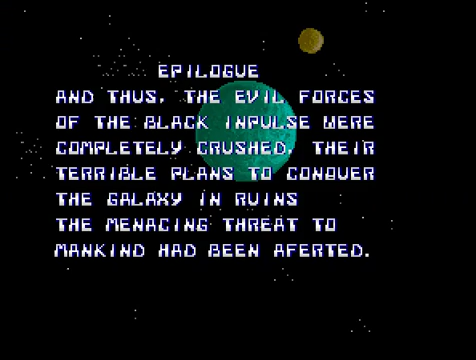 EPILOGUE
AND THUS, THE EVIL FORCES
OF THE BLACK INPULSE WERE
COMPLETELY CRUSHED, THEIR
TERRIBLE PLANS TO CONQUER
THE GALAXY IN RUINS
THE MENACING THREAT TO
MANKIND HAD BEEN AFERTED.